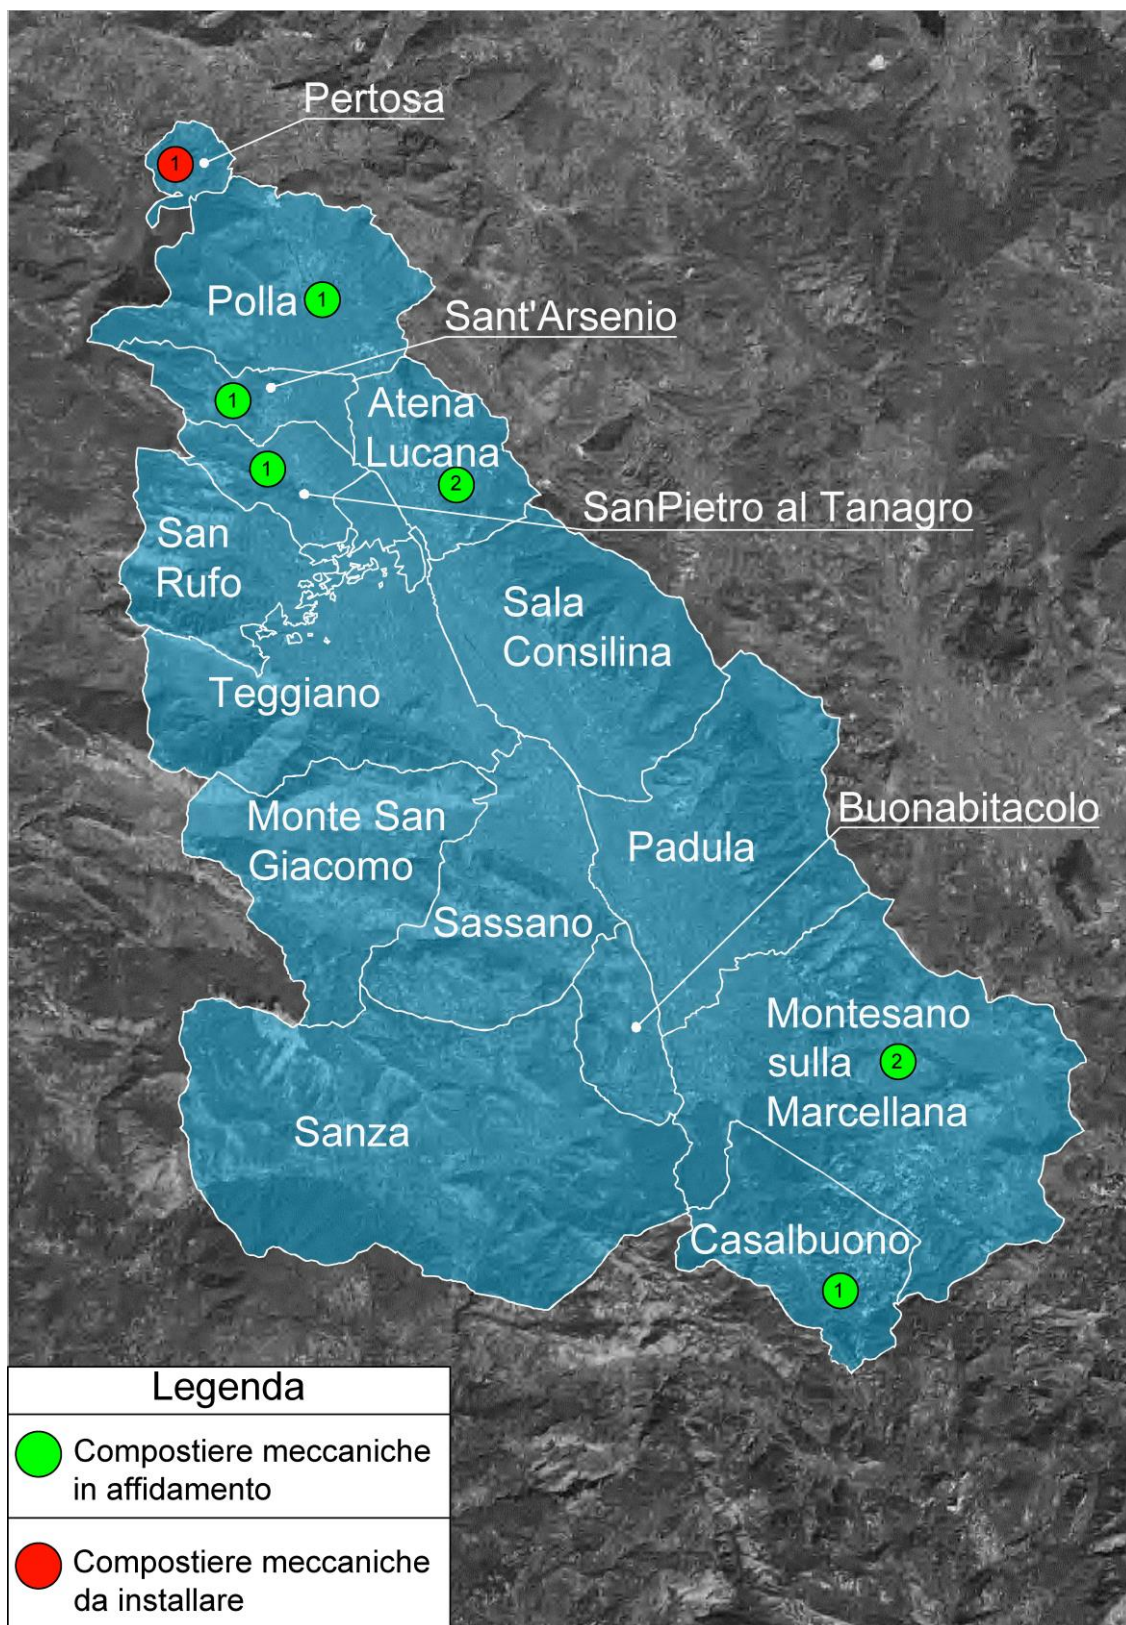 Pertosa
1
Polla 1
Sant'Arsenio
1
Atena
Lucana
2
1
SanPietro al Tanagro
San
Rufo
Sala
Consilina
Teggiano
Monte San
Giacomo
Buonabitacolo
Padula
Sassano
Montesano
sulla 2
Marcellana
Sanza
Casalbuono
1
Legenda
Compostiere meccaniche
in affidamento
Compostiere meccaniche
da installare